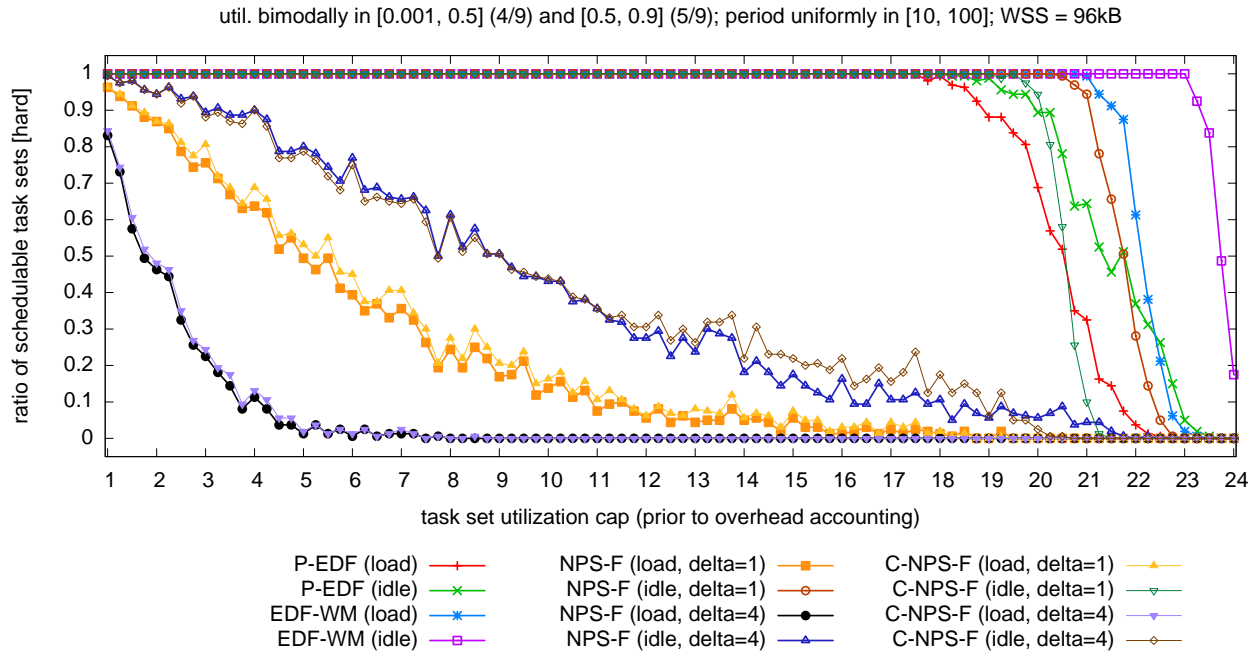 util. bimodally in [0.001, 0.5] (4/9) and [0.5, 0.9] (5/9); period uniformly in [10, 100]; WSS = 96kB
ratio of schedulable task sets [hard]
1
0.9
0.8
0.7
0.6
0.5
0.4
0.3
0.2
0.1
0
1 2 3 4 5 6 7 8 9 10 11 12 13 14 15 16 17 18 19 20 21 22 23 24
task set utilization cap (prior to overhead accounting)
P-EDF (load) NPS-F (load, delta=1) C-NPS-F (load, delta=1)
P-EDF (idle) NPS-F (idle, delta=1) C-NPS-F (idle, delta=1)
EDF-WM (load) NPS-F (load, delta=4) C-NPS-F (load, delta=4)
EDF-WM (idle) NPS-F (idle, delta=4) C-NPS-F (idle, delta=4)